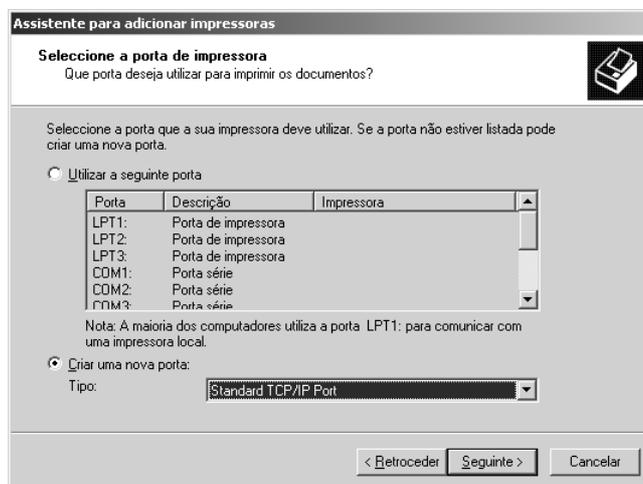 Assistente para adicionar impressoras
Seleccione a porta de impressora
Que porta deseja utilizar para imprimir os documentos?
Seleccione a porta que a sua impressora deve utilizar. Se a porta não estiver listada pode
criar uma nova porta.
Utilizar a seguinte porta
Porta Descrição Impressora
LPT1: Porta de impressora
LPT2: Porta de impressora
LPT3: Porta de impressora
COM1: Porta série
COM2: Porta série
COM3: Porta série
Nota: A maioria dos computadores utiliza a porta LPT1: para comunicar com
uma impressora local.
Criar uma nova porta:
Tipo: Standard TCP/IP Port
< Retroceder Seguinte > Cancelar